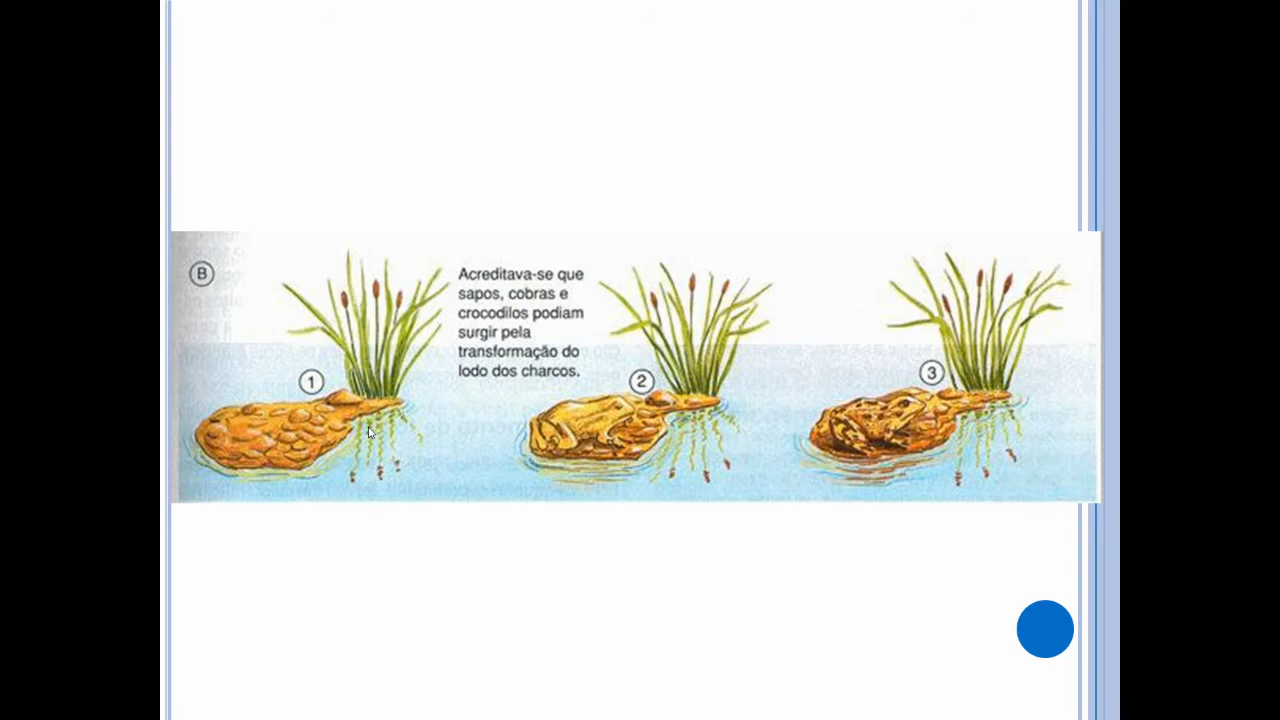 B
Acreditava-se que
sapos, cobras e
crocodilos podiam
surgir pela
transformação do
lodo dos charcos.
1
2
3